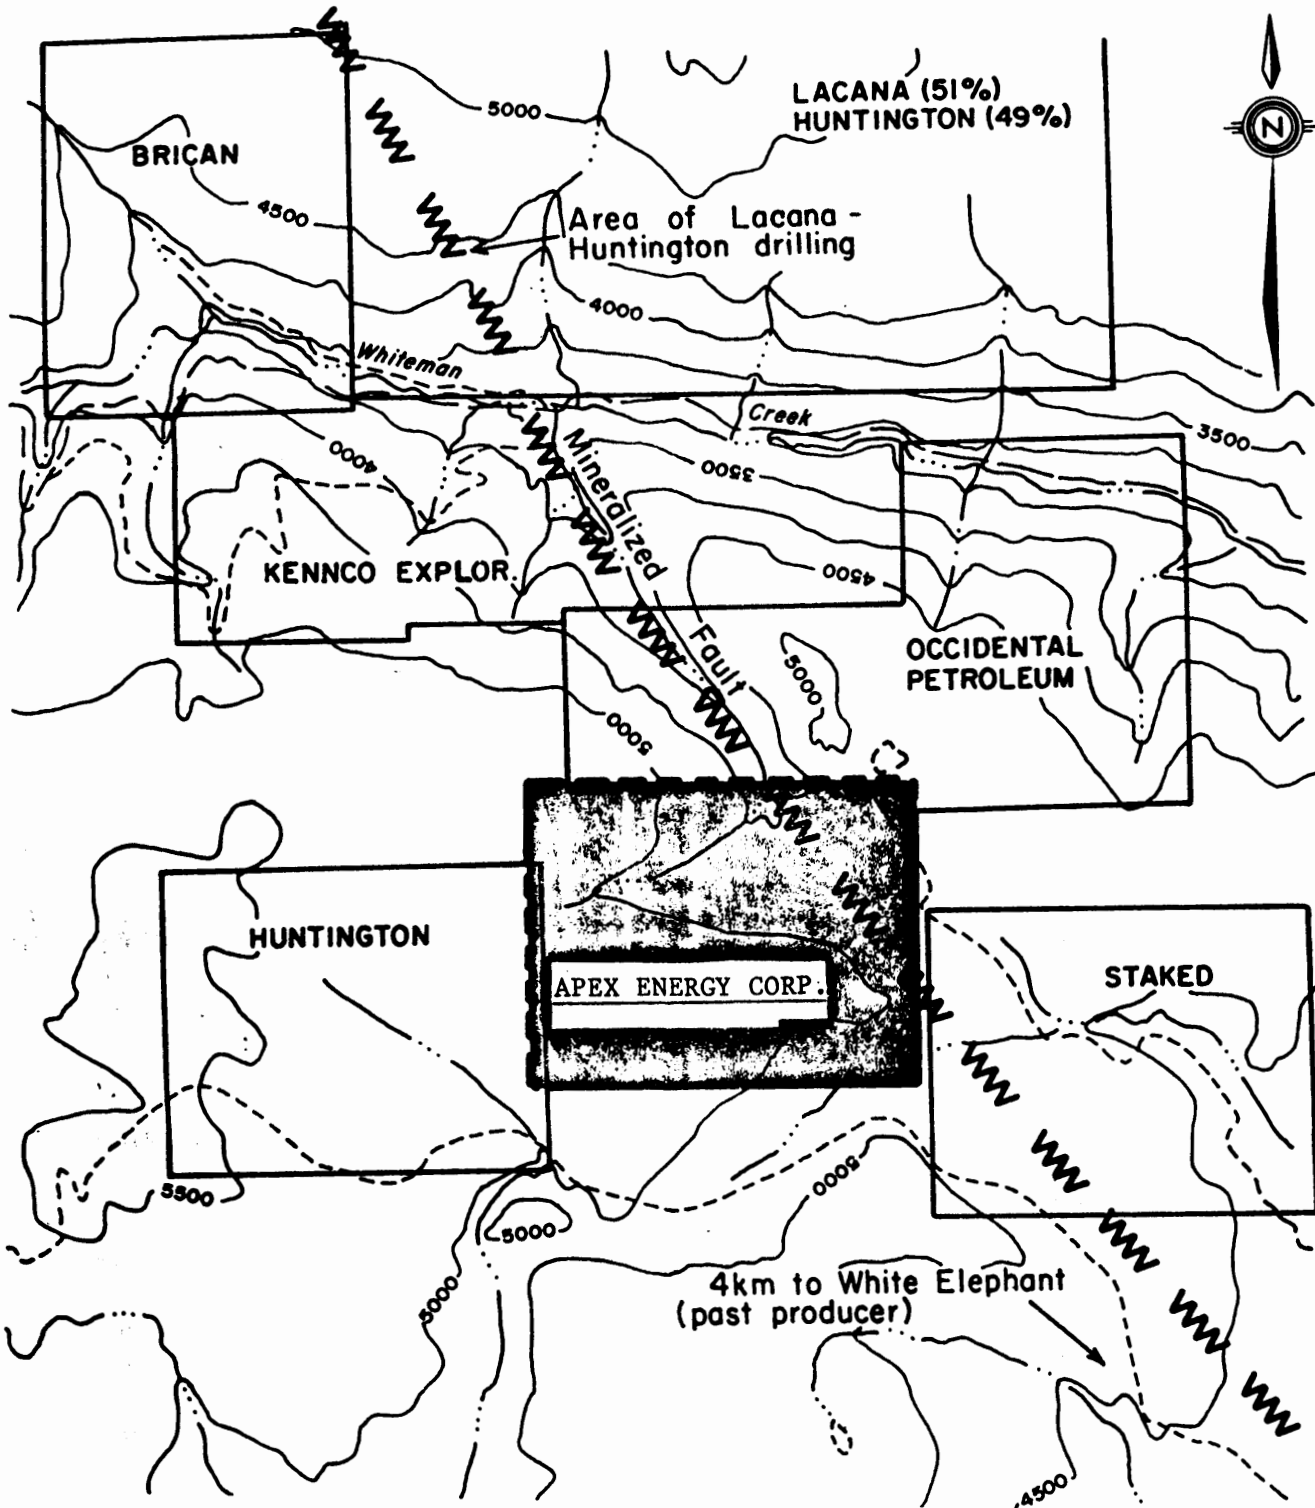 LACANA (51%)
HUNTINGTON (49%)
5000
N
BRICAN
4500
Area of Lacana -
Huntington drilling
4000
Whiteman
Creek
3500
Mineralized Fault
4000
3500
KENNCO EXPLOR.
4500
OCCIDENTAL
PETROLEUM
5000
5000
HUNTINGTON
APEX ENERGY CORP.
STAKED
5500
5000
5000
5000
4km to White Elephant
(past producer)
4500